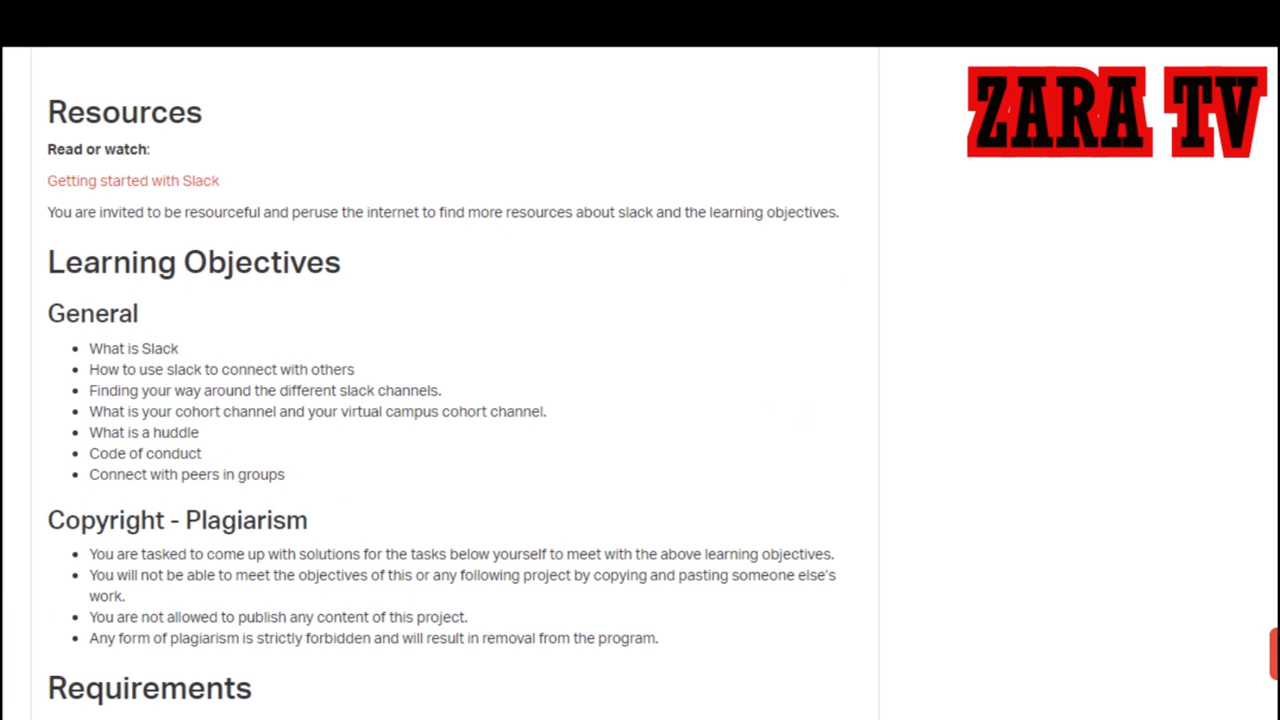 ZARA TV
Resources
Read or watch:
Getting started with Slack
You are invited to be resourceful and peruse the internet to find more resources about slack and the learning objectives.
Learning Objectives
General
• What is Slack
• How to use slack to connect with others
• Finding your way around the different slack channels.
• What is your cohort channel and your virtual campus cohort channel.
• What is a huddle
• Code of conduct
• Connect with peers in groups
Copyright - Plagiarism
• You are tasked to come up with solutions for the tasks below yourself to meet with the above learning objectives.
• You will not be able to meet the objectives of this or any following project by copying and pasting someone else's
work.
• You are not allowed to publish any content of this project.
• Any form of plagiarism is strictly forbidden and will result in removal from the program.
Requirements